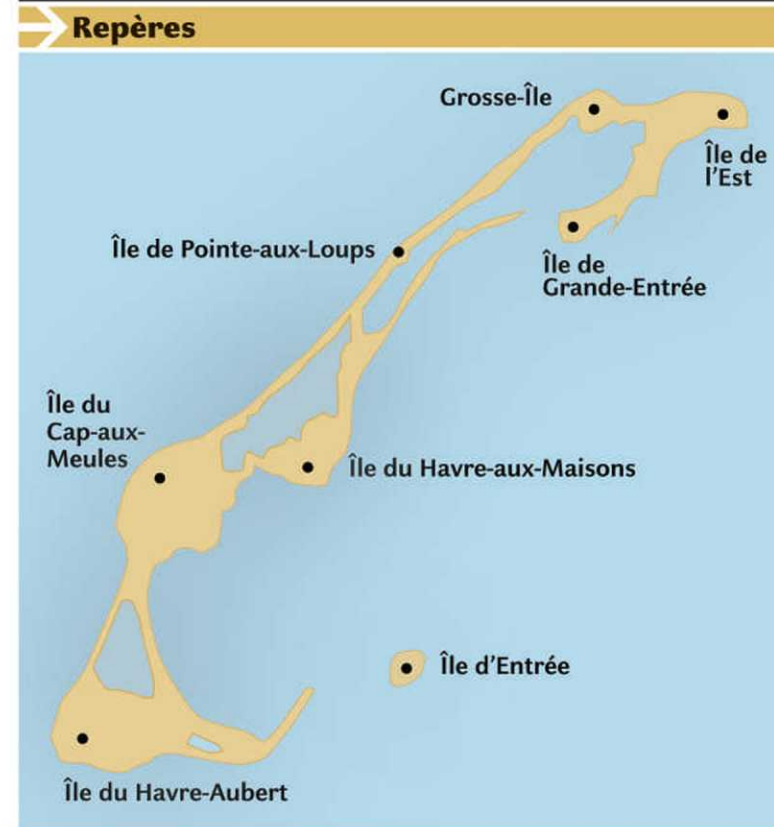 Repères
Grosse-Île
Île de
l'Est
Île de Pointe-aux-Loups
Île de
Grande-Entrée
Île du
Cap-aux-
Meules
Île du Havre-aux-Maisons
Île d'Entrée
Île du Havre-Aubert